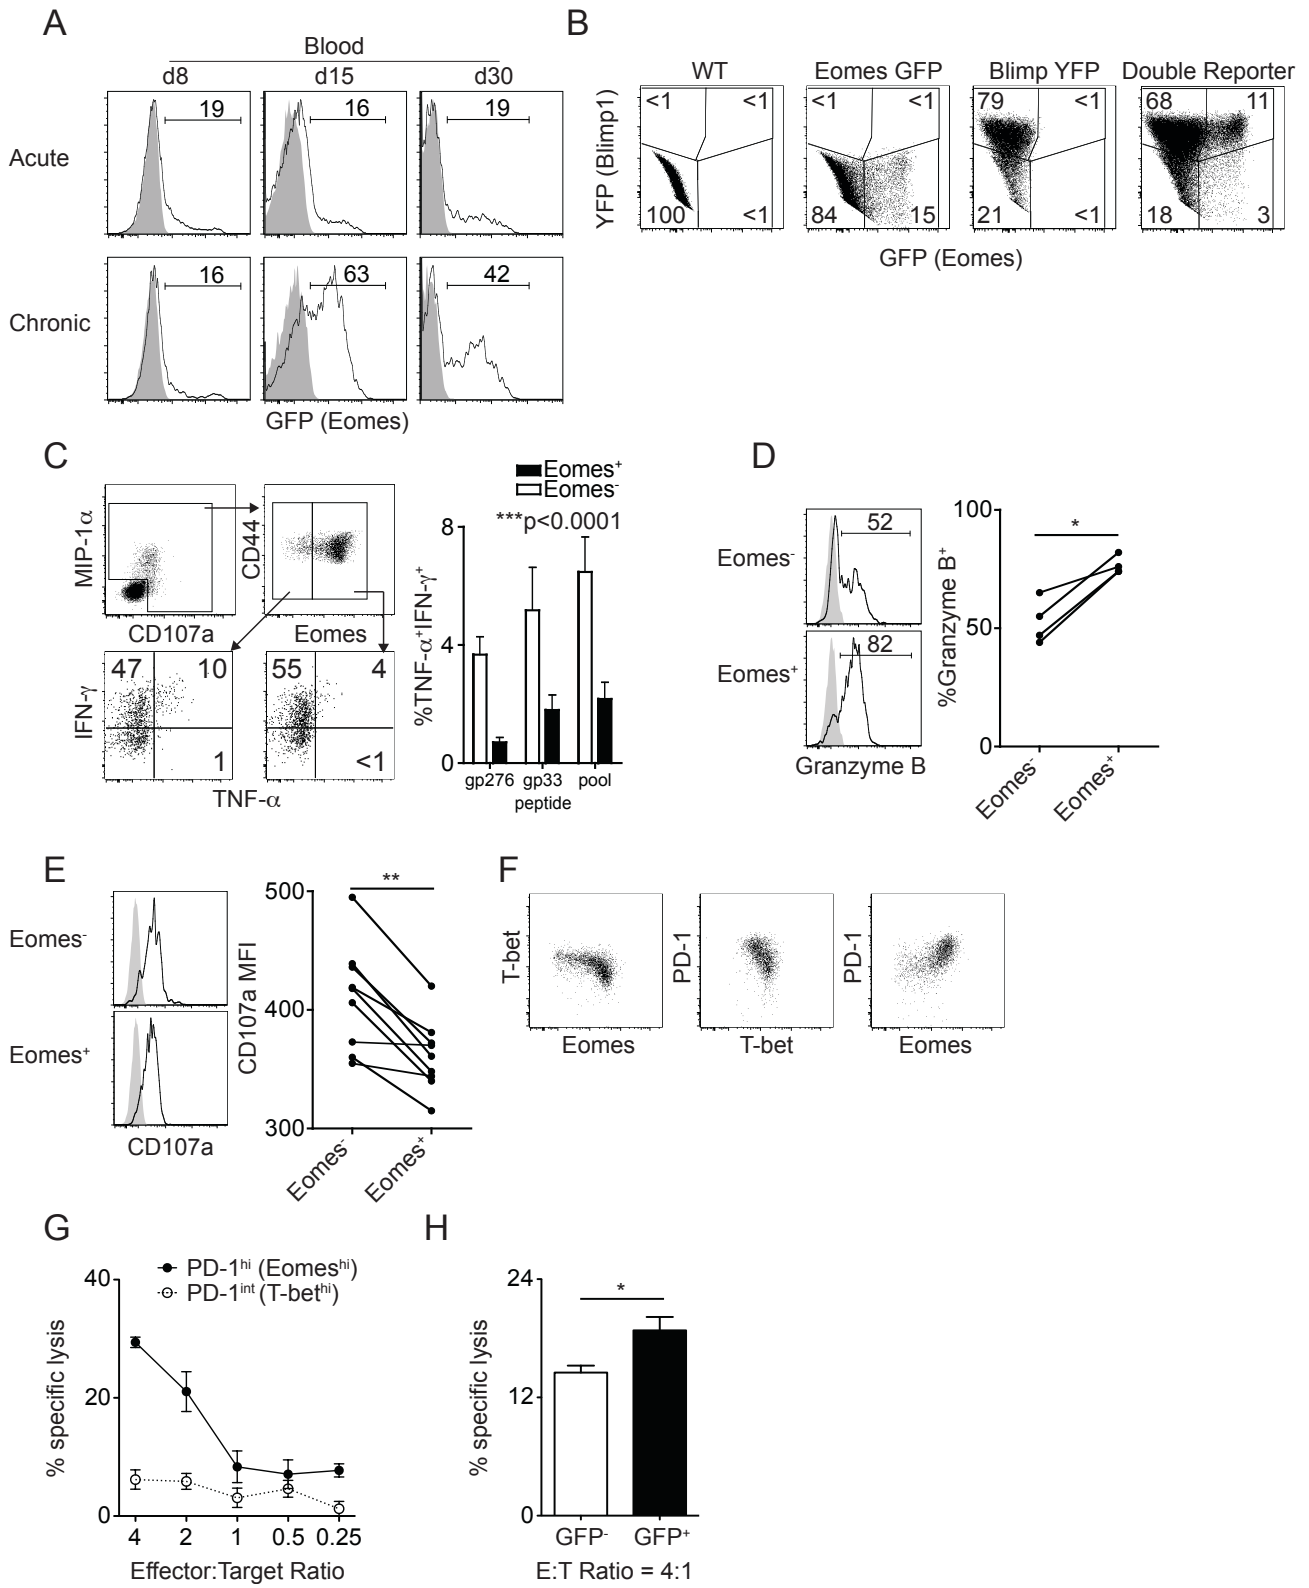 A
Blood
d8 d15 d30
Acute
19 16 19
Chronic
16 63 42
GFP (Eomes)
B
WT Eomes GFP Blimp YFP Double Reporter
YFP (Blimp1)
<1 <1 <1 <1 79 <1 68 11
100 <1 84 15 21 <1 18 3
GFP (Eomes)
C
MIP-1α
CD107a
CD44
Eomes
IFN-γ
47 10
1
55 4
<1
TNF-α
Eomes⁺
Eomes⁻
***p<0.0001
%TNF-α⁺IFN-γ⁺
8
4
0
gp276 gp33 pool
peptide
D
Eomes⁻
52
Eomes⁺
82
Granzyme B
%Granzyme B⁺
100
50
0
*
Eomes⁻ Eomes⁺
E
Eomes⁻
Eomes⁺
CD107a
CD107a MFI
500
400
300
**
Eomes⁻ Eomes⁺
F
T-bet
Eomes
PD-1
T-bet
PD-1
Eomes
G
PD-1ʰⁱ (Eomesʰⁱ)
PD-1ⁱⁿᵗ (T-betʰⁱ)
% specific lysis
40
20
0
4 2 1 0.5 0.25
Effector:Target Ratio
H
% specific lysis
24
12
0
*
GFP⁻ GFP⁺
E:T Ratio = 4:1